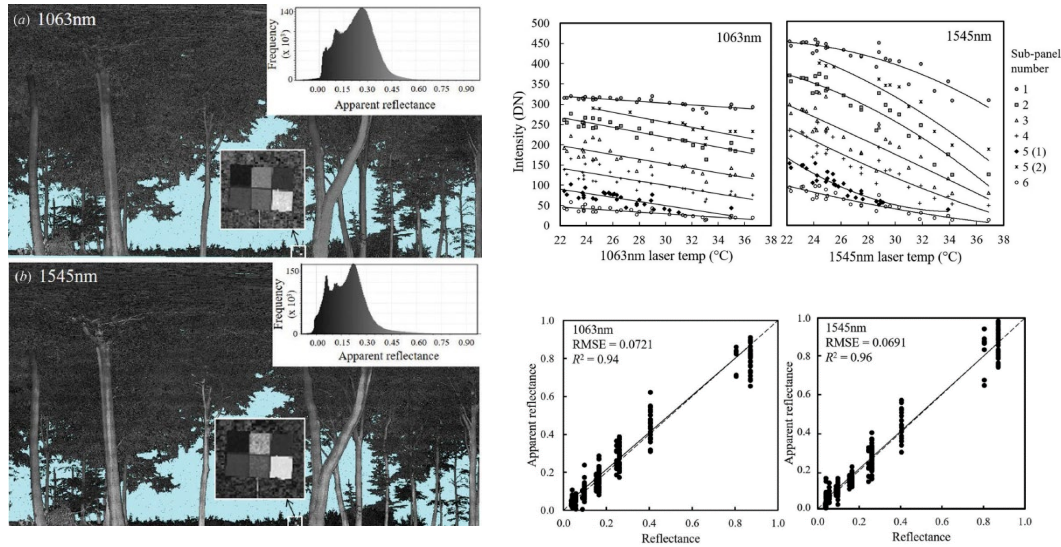 (a) 1063nm
Frequency
(x 10³)
140
0
0.00 0.15 0.30 0.45 0.60 0.75 0.90
Apparent reflectance
(b) 1545nm
Frequency
(x 10³)
150
0
0.00 0.15 0.30 0.45 0.60 0.75 0.90
Apparent reflectance
1063nm
Intensity (DN)
500
450
400
350
300
250
200
150
100
50
0
22 24 26 28 30 32 34 36 38
1063nm laser temp (°C)
1545nm
22 24 26 28 30 32 34 36 38
1545nm laser temp (°C)
Sub-panel
number
1
2
3
4
5 (1)
5 (2)
6
1063nm
RMSE = 0.0721
R² = 0.94
Apparent reflectance
1.0
0.8
0.6
0.4
0.2
0.0
0.0 0.2 0.4 0.6 0.8 1.0
Reflectance
1545nm
RMSE = 0.0691
R² = 0.96
Apparent reflectance
1.0
0.8
0.6
0.4
0.2
0.0
0.0 0.2 0.4 0.6 0.8 1.0
Reflectance